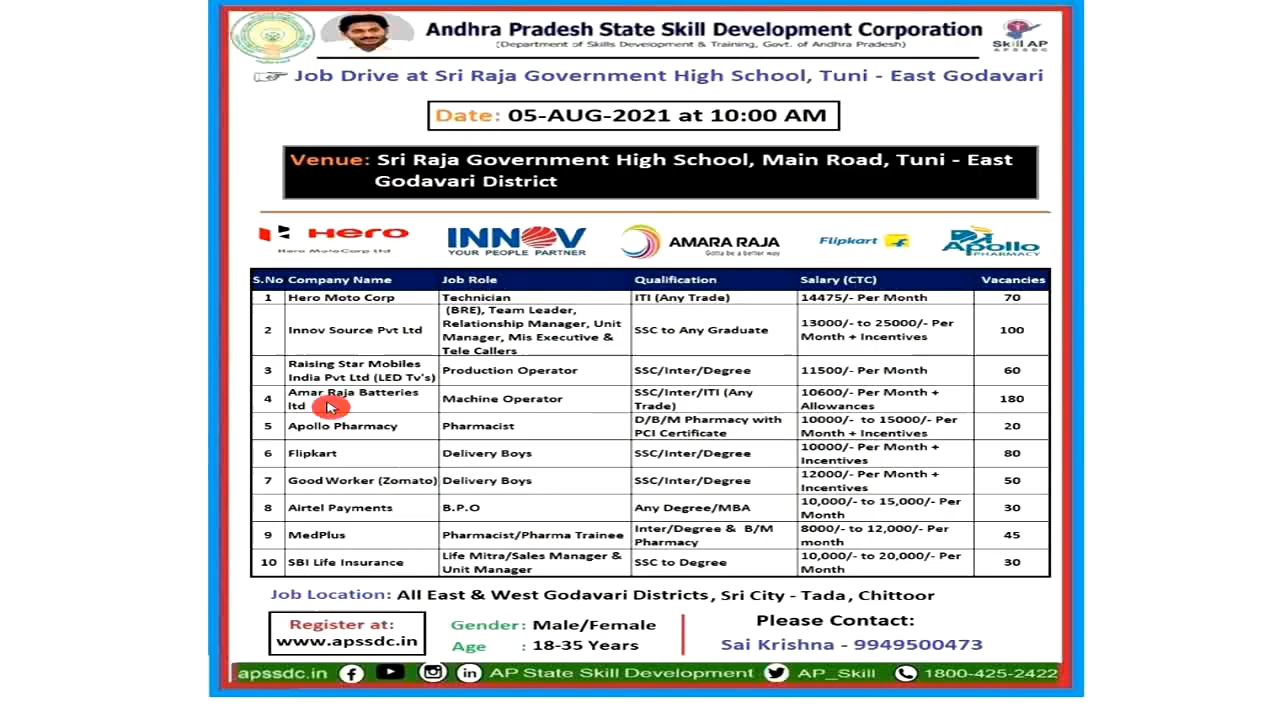 Andhra Pradesh State Skill Development Corporation
(Department of Skills Development & Training, Govt. of Andhra Pradesh)
Skill AP
APSSDC
Job Drive at Sri Raja Government High School, Tuni - East Godavari
Date: 05-AUG-2021 at 10:00 AM
Venue: Sri Raja Government High School, Main Road, Tuni - East
Godavari District
Hero
Hero MotoCorp Ltd
INNOV
YOUR PEOPLE PARTNER
AMARA RAJA
Gotta be a better way
Flipkart
Apollo
PHARMACY
S.No Company Name Job Role Qualification Salary (CTC) Vacancies
1 Hero Moto Corp Technician ITI (Any Trade) 14475/- Per Month 70
2 Innov Source Pvt Ltd (BRE), Team Leader, Relationship Manager, Unit Manager, Mis Executive & Tele Callers SSC to Any Graduate 13000/- to 25000/- Per Month + Incentives 100
3 Raising Star Mobiles India Pvt Ltd (LED Tv's) Production Operator SSC/Inter/Degree 11500/- Per Month 60
4 Amar Raja Batteries ltd Machine Operator SSC/Inter/ITI (Any Trade) 10600/- Per Month + Allowances 180
5 Apollo Pharmacy Pharmacist D/B/M Pharmacy with PCI Certificate 10000/- to 15000/- Per Month + Incentives 20
6 Flipkart Delivery Boys SSC/Inter/Degree 10000/- Per Month + Incentives 80
7 Good Worker (Zomato) Delivery Boys SSC/Inter/Degree 12000/- Per Month + Incentives 50
8 Airtel Payments B.P.O Any Degree/MBA 10,000/- to 15,000/- Per Month 30
9 MedPlus Pharmacist/Pharma Trainee Inter/Degree & B/M Pharmacy 8000/- to 12,000/- Per month 45
10 SBI Life Insurance Life Mitra/Sales Manager & Unit Manager SSC to Degree 10,000/- to 20,000/- Per Month 30
Job Location: All East & West Godavari Districts, Sri City - Tada, Chittoor
Register at:
www.apssdc.in
Gender: Male/Female
Age : 18-35 Years
Please Contact:
Sai Krishna - 9949500473
apssdc.in AP State Skill Development AP_Skill 1800-425-2422